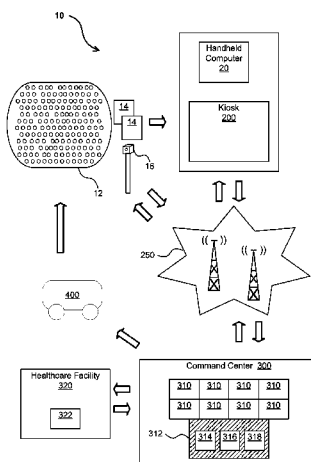 10
Handheld
Computer
20
Kiosk
200
14
14
16
12
250
((  ))
((  ))
400
Healthcare Facility
320
322
Command Center 300
310 310 310 310
310 310 310 310
312
314 316 318